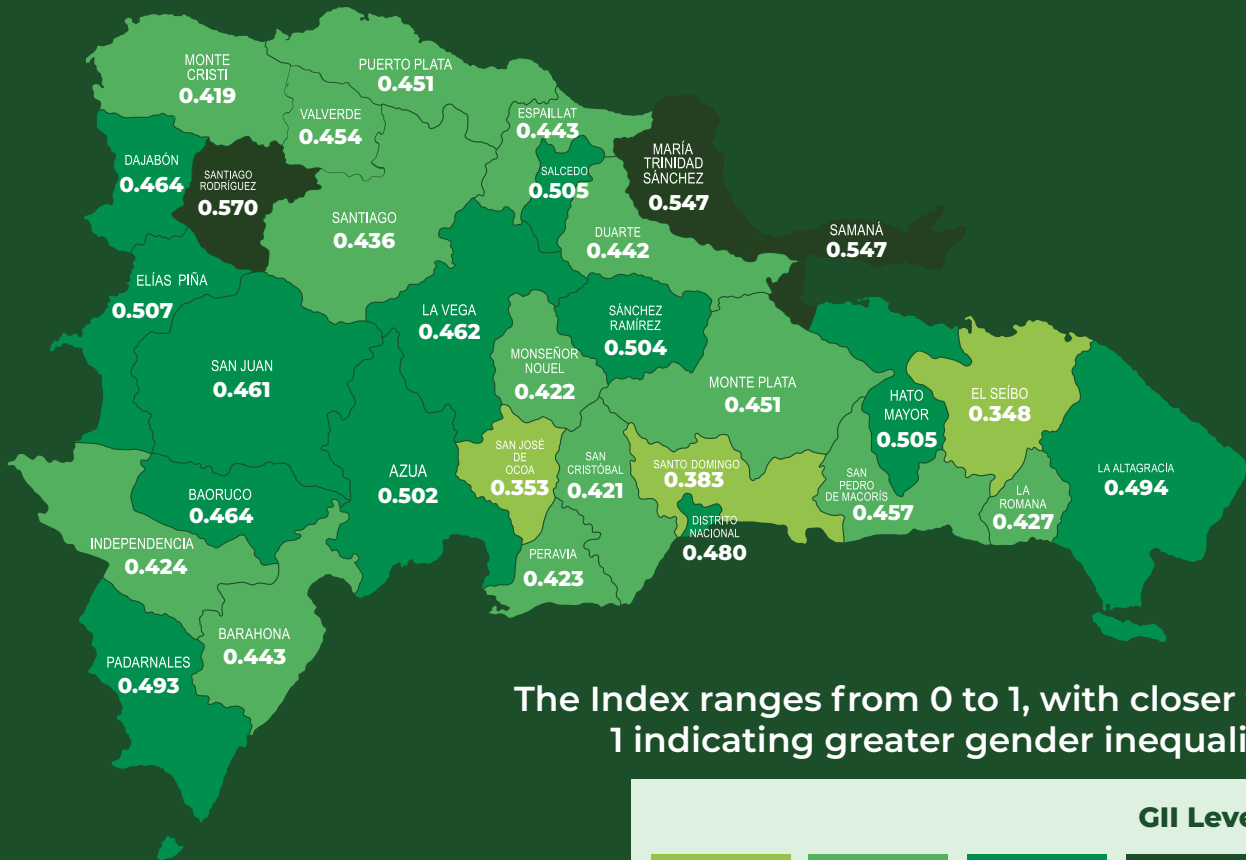 MONTE
CRISTI
0.419
PUERTO PLATA
0.451
VALVERDE
0.454
ESPAILLAT
0.443
MARÍA
TRINIDAD
SÁNCHEZ
0.547
DAJABÓN
0.464
SANTIAGO
RODRÍGUEZ
0.570
SALCEDO
0.505
SANTIAGO
0.436
DUARTE
0.442
SAMANÁ
0.547
ELÍAS PIÑA
0.507
LA VEGA
0.462
SÁNCHEZ
RAMÍREZ
0.504
SAN JUAN
0.461
MONSEÑOR
NOUEL
0.422
MONTE PLATA
0.451
HATO
MAYOR
0.505
EL SEÍBO
0.348
AZUA
0.502
SAN JOSÉ
DE
OCOA
0.353
SAN
CRISTÓBAL
0.421
SANTO DOMINGO
0.383
SAN
PEDRO
DE MACORÍS
0.457
LA
ROMANA
0.427
LA ALTAGRACIA
0.494
BAORUCO
0.464
DISTRITO
NACIONAL
0.480
INDEPENDENCIA
0.424
PERAVIA
0.423
BARAHONA
0.443
PADARNALES
0.493
The Index ranges from 0 to 1, with closer
1 indicating greater gender inequali
GII Leve